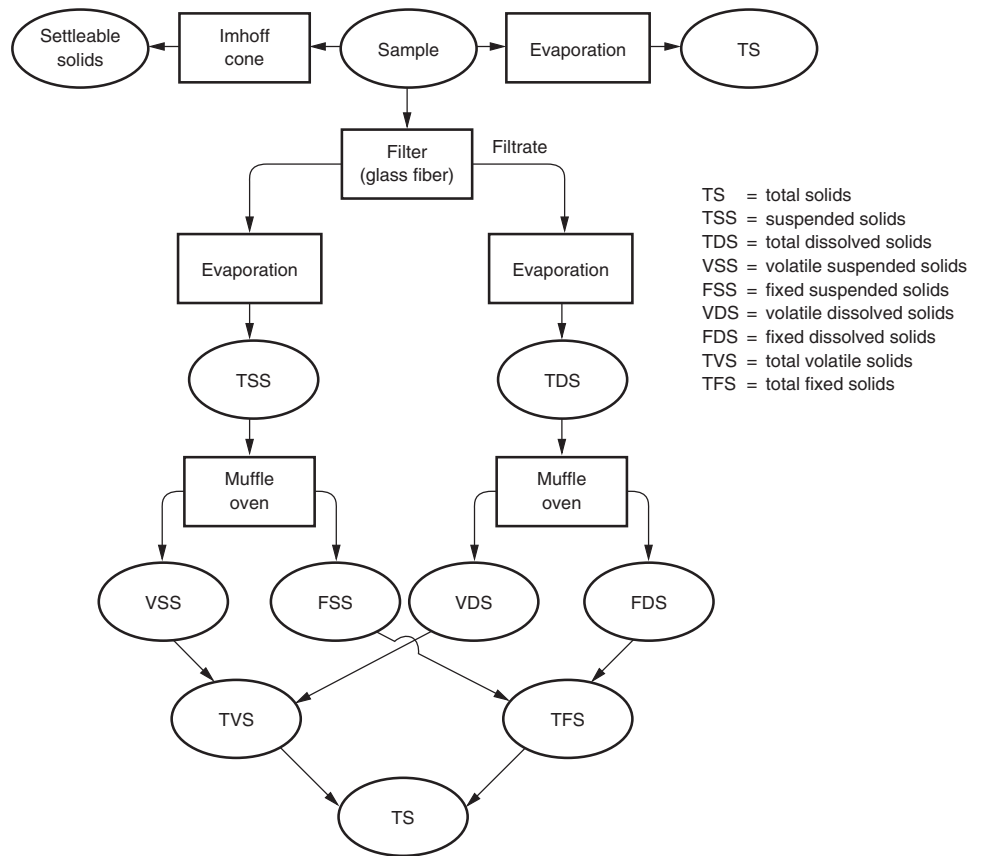 Settleable
solids
Imhoff
cone
Sample
Evaporation
TS
Filter
(glass fiber)
Filtrate
TS = total solids
TSS = suspended solids
TDS = total dissolved solids
VSS = volatile suspended solids
FSS = fixed suspended solids
VDS = volatile dissolved solids
FDS = fixed dissolved solids
TVS = total volatile solids
TFS = total fixed solids
Evaporation
Evaporation
TSS
TDS
Muffle
oven
Muffle
oven
VSS
FSS
VDS
FDS
TVS
TFS
TS